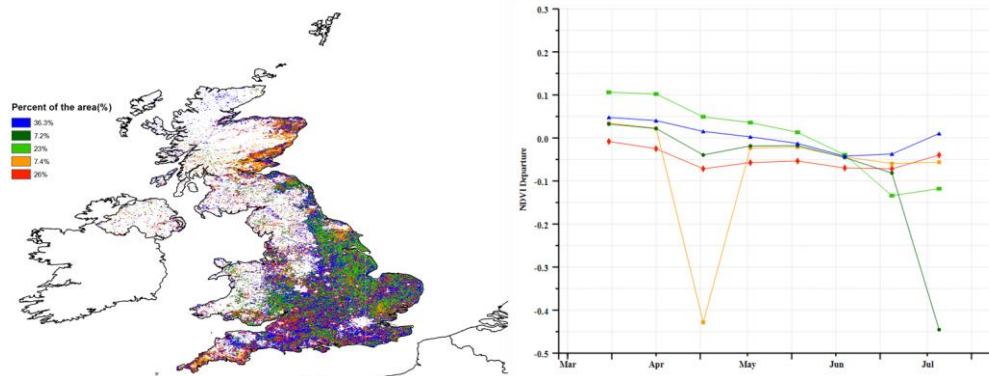 Percent of the area(%)
36.3%
7.2%
23%
7.4%
26%
NDVI Departure
0.3
0.2
0.1
0.0
-0.1
-0.2
-0.3
-0.4
-0.5
Mar
Apr
May
Jun
Jul